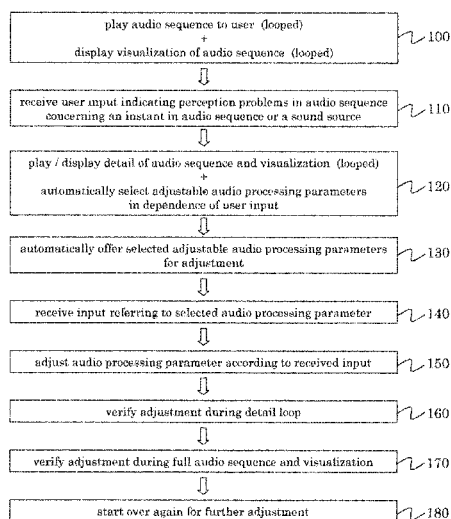 play audio sequence to user (looped)
+
display visualization of audio sequence (looped)
100
receive user input indicating perception problems in audio sequence
concerning an instant in audio sequence or a sound source
110
play / display detail of audio sequence and visualization (looped)
+
automatically select adjustable audio processing parameters
in dependence of user input
120
automatically offer selected adjustable audio processing parameters
for adjustment
130
receive input referring to selected audio processing parameter
140
adjust audio processing parameter according to received input
150
verify adjustment during detail loop
160
verify adjustment during full audio sequence and visualization
170
start over again for further adjustment
180